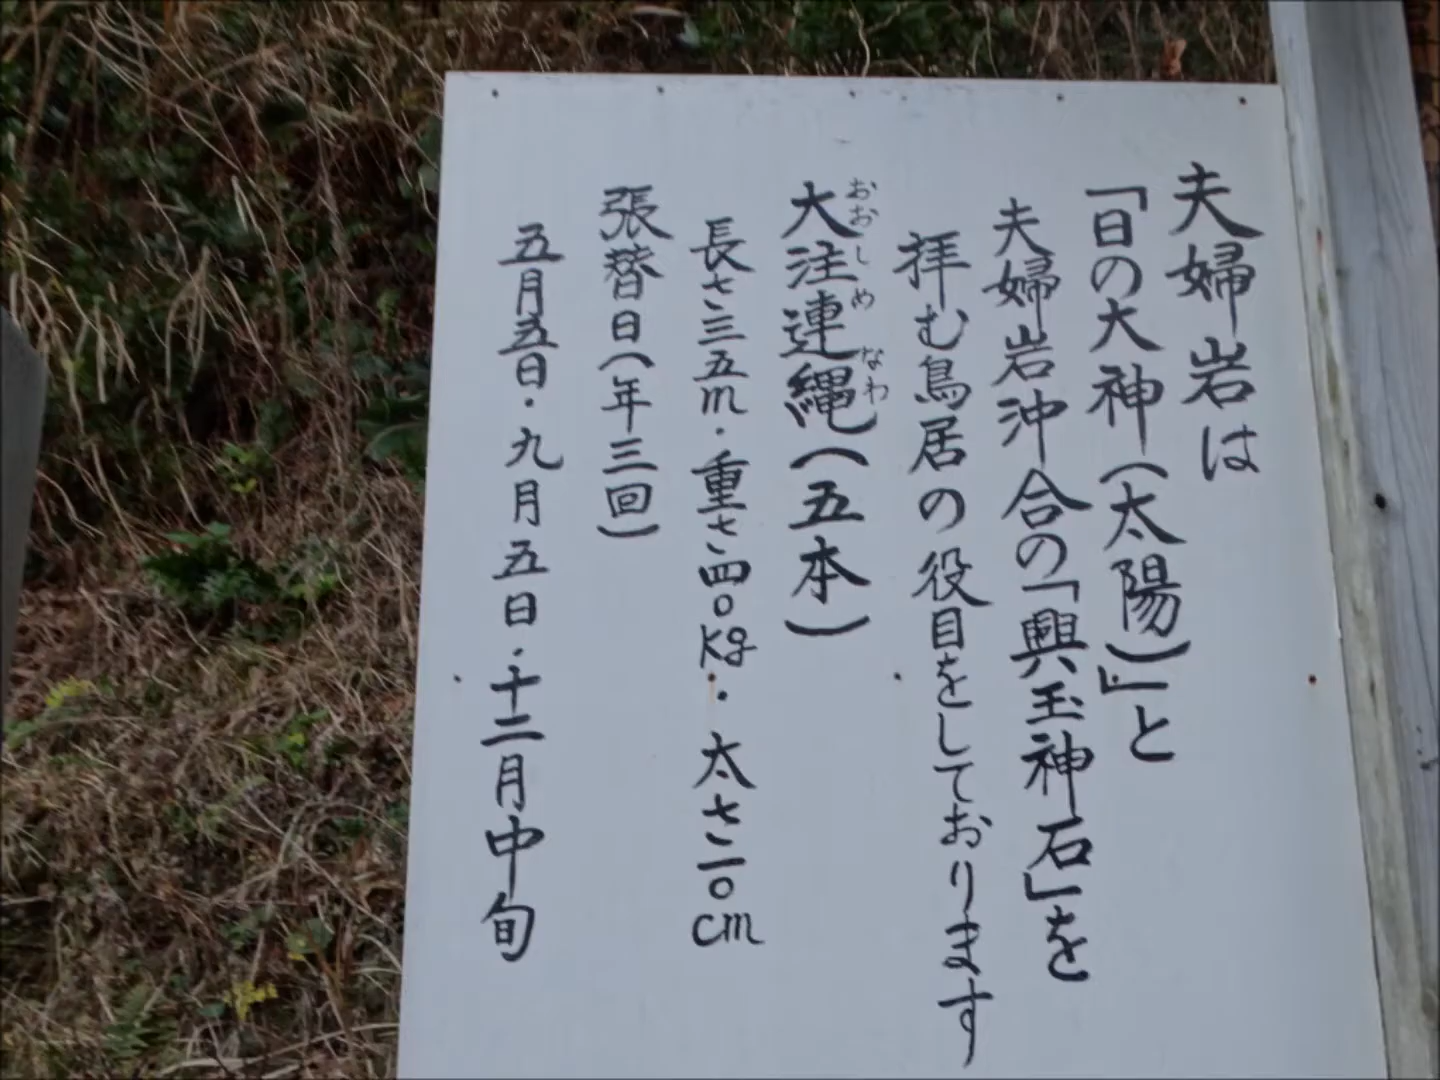 夫婦岩は
「日の大神(太陽)」と
夫婦岩沖合の「興玉神石」を
拝む鳥居の役目をしております
大注連縄(五本)
おおしめなわ
長さ三五m・重さ四〇kg・太さ一〇cm
張替日(年三回)
五月五日・九月五日・十二月中旬